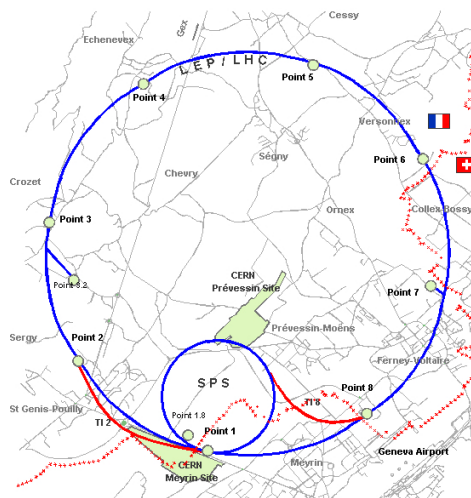 Cessy
Gex
Echenevex
LEP/LHC
Point 5
Point 4
Versonnex
Point 6
Ségny
Chevry
Crozet
Ornex
Collex-Bossy
Point 3
CERN
Prévessin Site
Point 3.2
Point 7
Prévessin-Moëns
Sergy
Point 2
Ferney-Voltaire
SPS
Point 8
TI 8
St Genis-Pouilly
Point 1.8
TI 2
Point 1
Meyrin
Geneva Airport
CERN
Meyrin Site